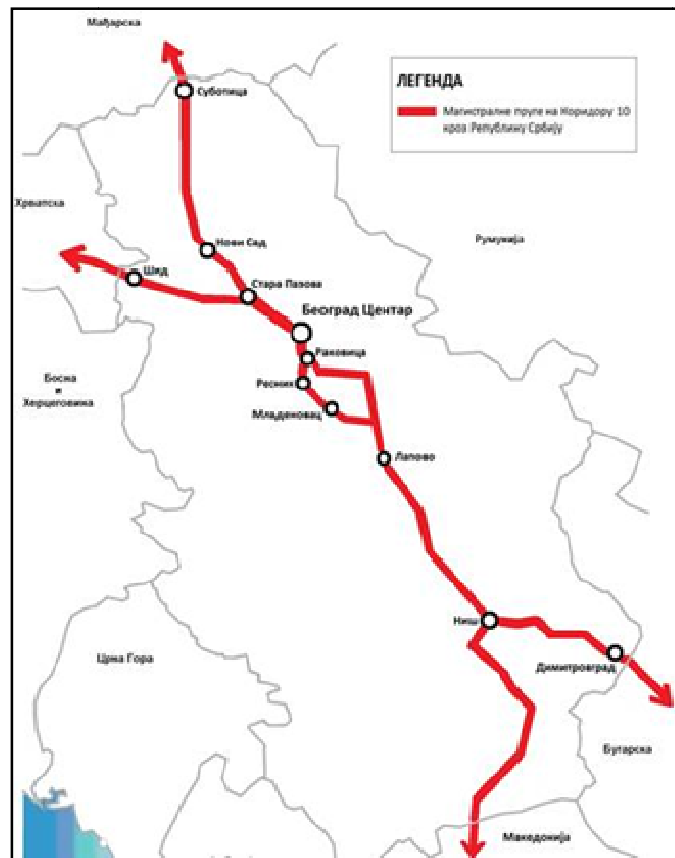 Мађарска
Суботица
ЛЕГЕНДА
Магистралне пруге на Коридору 10
кроз Републику Србију
Хрватска
Нови Сад
Румунија
Шид
Стара Пазова
Београд Центар
Раковица
Босна
и
Херцеговина
Ресник
Младеновац
Лапово
Ниш
Црна Гора
Димитровград
Бугарска
Македонија